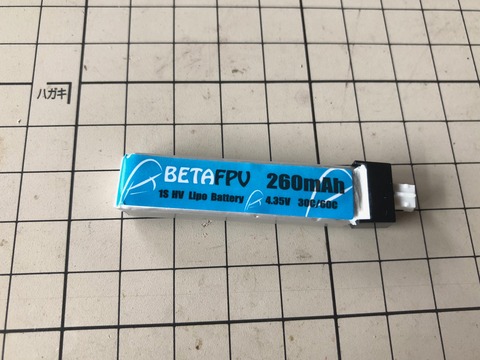 ハガキ
BETAFPV 260mAh
1S HV Lipo Battery 4.35V 30C/60C